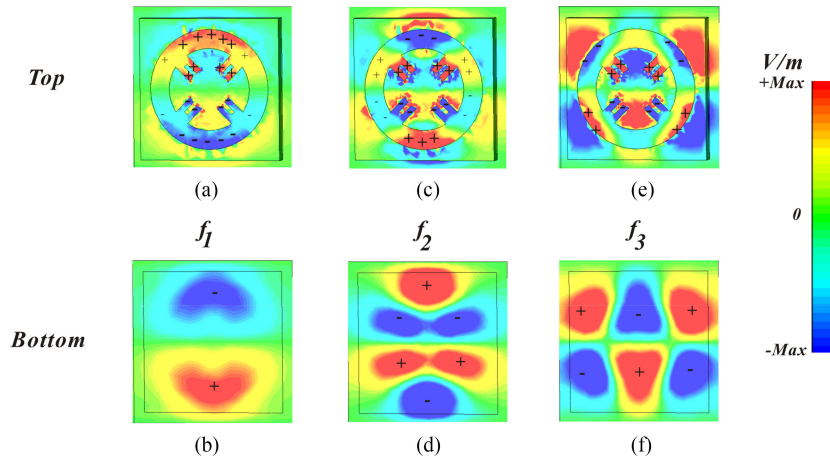 Top
V/m
+Max
0
-Max
(a)
(c)
(e)
f1
f2
f3
Bottom
(b)
(d)
(f)